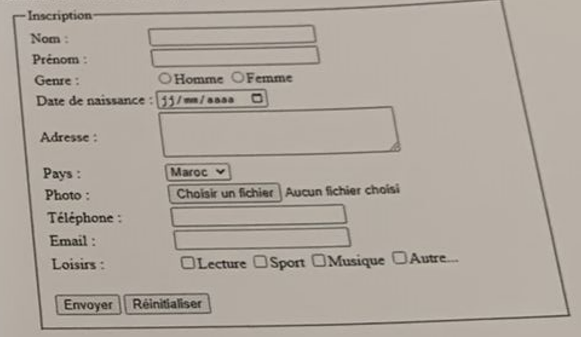 Inscription
Nom :
Prénom :
Genre : Homme Femme
Date de naissance : jj/mm/aaaa
Adresse :
Pays : Maroc
Photo : Choisir un fichier Aucun fichier choisi
Téléphone :
Email :
Loisirs : Lecture Sport Musique Autre...
Envoyer Réinitialiser